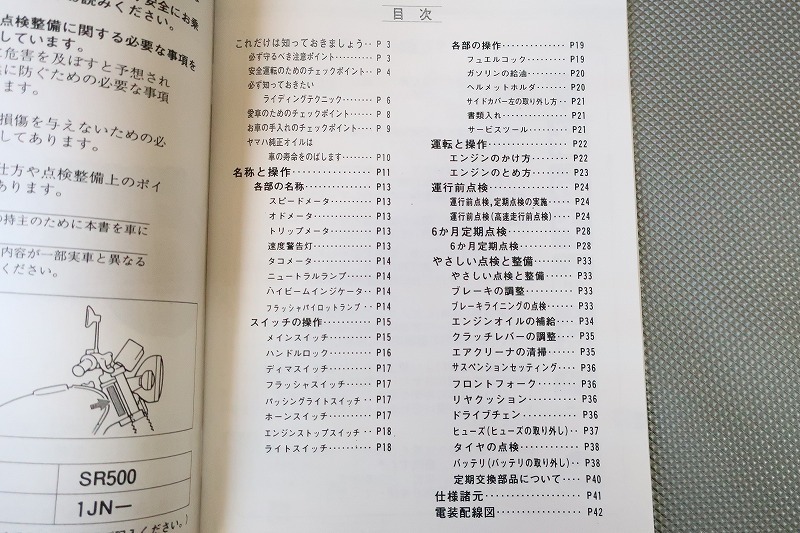 安全にお乗
読みください。
点検整備に関する必要な事項を
しています。
危害を及ぼすと予想され
に防ぐための必要な事項
ます。
損傷を与えないための必
してあります。
仕方や点検整備上のポイ
あります。
の持主のために本書を車に
内容が一部実車と異なる
ください。
SR500
1JN－
ください。)
目 次
これだけは知っておきましょう‥P 3
必ず守るべき注意ポイント‥‥‥P 3
安全運転のためのチェックポイント‥P 4
必ず知っておきたい
ライディングテクニック‥‥‥P 6
愛車のためのチェックポイント‥‥P 8
お車の手入れのチェックポイント‥‥P 9
ヤマハ純正オイルは
車の寿命をのばします‥‥‥‥P10
名称と操作‥‥‥‥‥‥‥‥P11
各部の名称‥‥‥‥‥‥‥P13
スピードメータ‥‥‥‥‥P13
オドメータ‥‥‥‥‥‥‥P13
トリップメータ‥‥‥‥‥P13
速度警告灯‥‥‥‥‥‥‥P13
タコメータ‥‥‥‥‥‥‥P14
ニュートラルランプ‥‥‥P14
ハイビームインジケータ‥‥P14
フラッシャパイロットランプ‥‥P14
スイッチの操作‥‥‥‥‥‥P15
メインスイッチ‥‥‥‥‥P15
ハンドルロック‥‥‥‥‥P16
ディマスイッチ‥‥‥‥‥P17
フラッシャスイッチ‥‥‥P17
パッシングライトスイッチ‥‥P17
ホーンスイッチ‥‥‥‥‥P17
エンジンストップスイッチ‥‥P18
ライトスイッチ‥‥‥‥‥P18
各部の操作‥‥‥‥‥‥‥P19
フュエルコック‥‥‥‥‥P19
ガソリンの給油‥‥‥‥‥P20
ヘルメットホルダ‥‥‥‥P20
サイドカバー左の取り外し方‥‥P21
書類入れ‥‥‥‥‥‥‥‥P21
サービスツール‥‥‥‥‥P21
運転と操作‥‥‥‥‥‥‥‥P22
エンジンのかけ方‥‥‥‥P22
エンジンのとめ方‥‥‥‥P23
運行前点検‥‥‥‥‥‥‥‥P24
運行前点検,定期点検の実施‥‥P24
運行前点検(高速走行前点検)‥‥P24
6か月定期点検‥‥‥‥‥‥P28
6か月定期点検‥‥‥‥‥P28
やさしい点検と整備‥‥‥‥P33
やさしい点検と整備‥‥‥P33
ブレーキの調整‥‥‥‥‥P33
ブレーキライニングの点検‥‥P33
エンジンオイルの補給‥‥P34
クラッチレバーの調整‥‥P35
エアクリーナの清掃‥‥‥P35
サスペンションセッティング‥‥P36
フロントフォーク‥‥‥‥P36
リヤクッション‥‥‥‥‥P36
ドライブチェン‥‥‥‥‥P36
ヒューズ(ヒューズの取り外し)‥P37
タイヤの点検‥‥‥‥‥‥P38
バッテリ(バッテリの取り外し)‥P38
定期交換部品について‥‥P40
仕様諸元‥‥‥‥‥‥‥‥‥P41
電装配線図‥‥‥‥‥‥‥‥P42